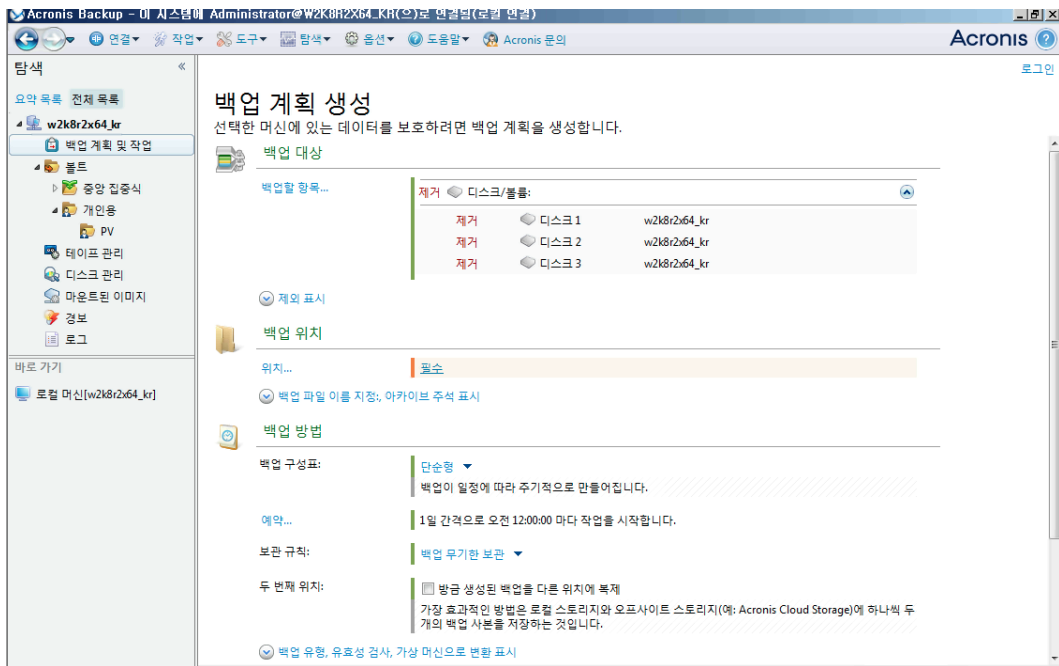 Acronis Backup - 이 시스템에 Administrator@W2K8R2X64_KR(으)로 연결됨(로컬 연결)
연결 작업 도구 탐색 옵션 도움말 Acronis 문의
Acronis
탐색
로그인
요약 목록 전체 목록
w2k8r2x64_kr
백업 계획 및 작업
볼트
중앙 집중식
개인용
PV
테이프 관리
디스크 관리
마운트된 이미지
경보
로그
바로 가기
로컬 머신[w2k8r2x64_kr]
백업 계획 생성
선택한 머신에 있는 데이터를 보호하려면 백업 계획을 생성합니다.
백업 대상
백업할 항목...
제거 디스크/볼륨:
제거 디스크 1 w2k8r2x64_kr
제거 디스크 2 w2k8r2x64_kr
제거 디스크 3 w2k8r2x64_kr
제외 표시
백업 위치
위치... 필수
백업 파일 이름 지정:, 아카이브 주석 표시
백업 방법
백업 구성표: 단순형
백업이 일정에 따라 주기적으로 만들어집니다.
예약... 1일 간격으로 오전 12:00:00 마다 작업을 시작합니다.
보관 규칙: 백업 무기한 보관
두 번째 위치: 방금 생성된 백업을 다른 위치에 복제
가장 효과적인 방법은 로컬 스토리지와 오프사이트 스토리지(예: Acronis Cloud Storage)에 하나씩 두
개의 백업 사본을 저장하는 것입니다.
백업 유형, 유효성 검사, 가상 머신으로 변환 표시